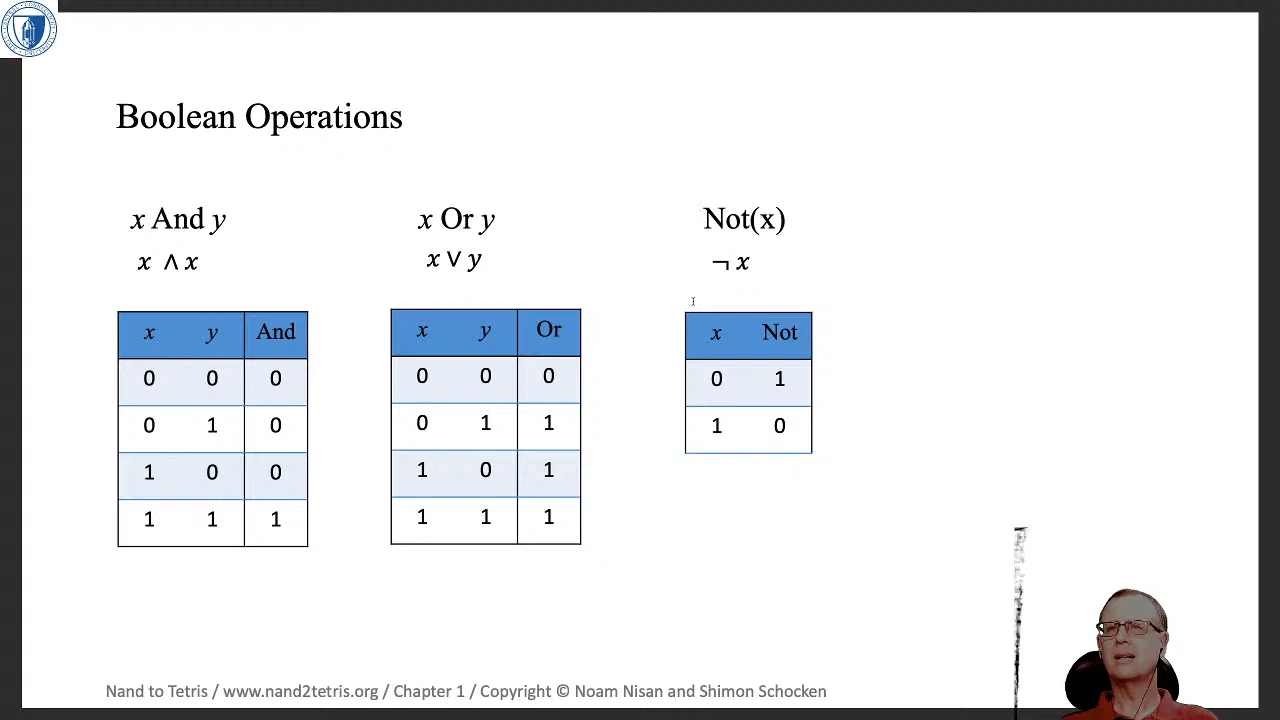 Boolean Operations
x And y
x ∧ x
x y And
0 0 0
0 1 0
1 0 0
1 1 1
x Or y
x ∨ y
x y Or
0 0 0
0 1 1
1 0 1
1 1 1
Not(x)
¬ x
x Not
0 1
1 0
Nand to Tetris / www.nand2tetris.org / Chapter 1 / Copyright © Noam Nisan and Shimon Schocken